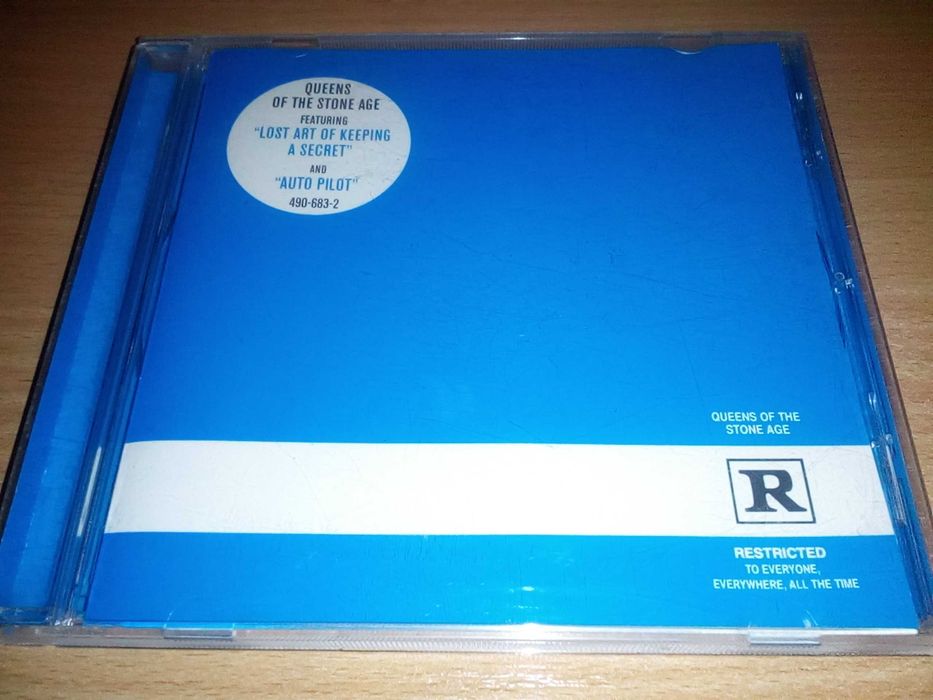 QUEENS
OF THE STONE AGE
FEATURING
"LOST ART OF KEEPING
A SECRET"
AND
"AUTO PILOT"
490-683-2
QUEENS OF THE
STONE AGE
R
RESTRICTED
TO EVERYONE,
EVERYWHERE, ALL THE TIME